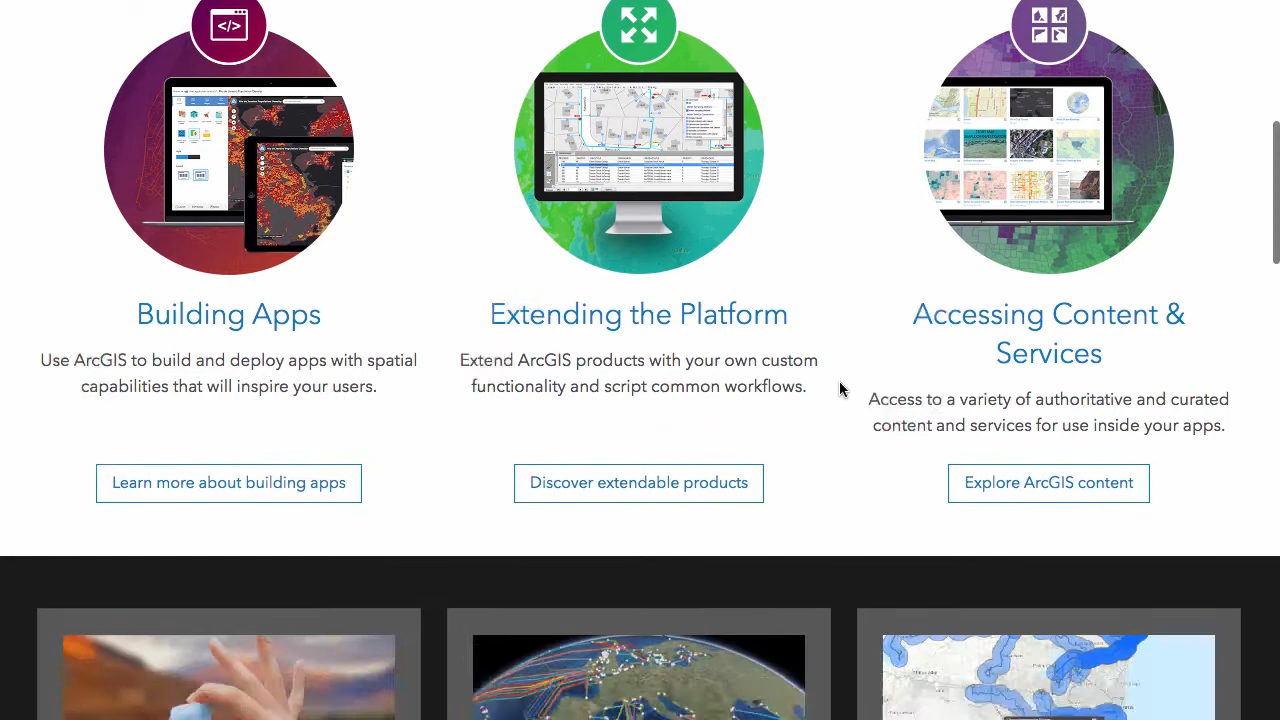 </>
Building Apps
Use ArcGIS to build and deploy apps with spatial
capabilities that will inspire your users.
Learn more about building apps
Extending the Platform
Extend ArcGIS products with your own custom
functionality and script common workflows.
Discover extendable products
Accessing Content &
Services
Access to a variety of authoritative and curated
content and services for use inside your apps.
Explore ArcGIS content